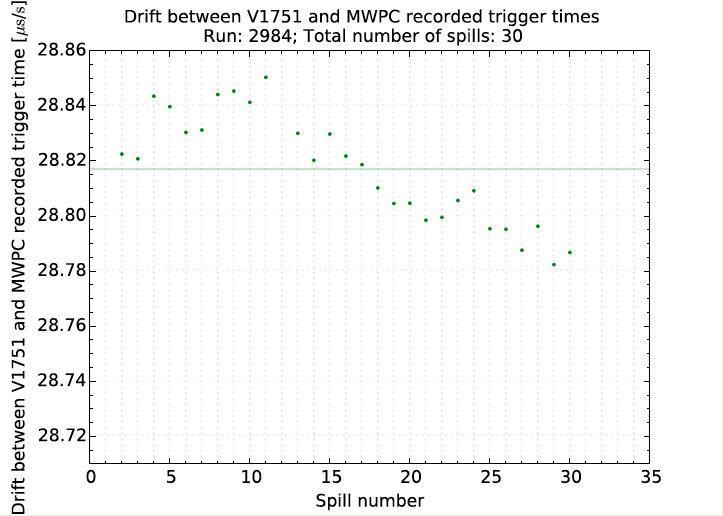 Drift between V1751 and MWPC recorded trigger times
Run: 2984; Total number of spills: 30
Drift between V1751 and MWPC recorded trigger time [μs/s]
28.86
28.84
28.82
28.80
28.78
28.76
28.74
28.72
0 5 10 15 20 25 30 35
Spill number